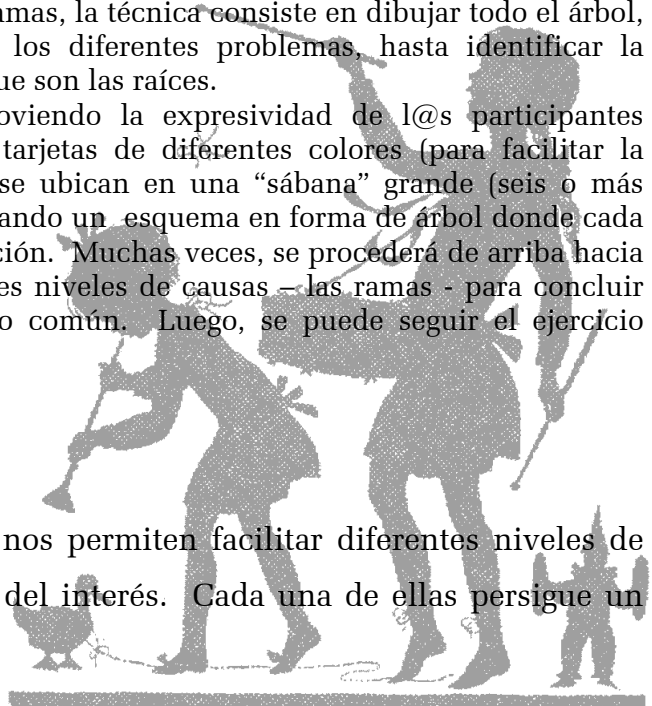 mas, la técnica consiste en dibujar todo el árbol,
los diferentes problemas, hasta identificar la
ue son las raíces.
oviendo la expresividad de l@s participantes
tarjetas de diferentes colores (para facilitar la
se ubican en una “sábana” grande (seis o más
ando un esquema en forma de árbol donde cada
ción. Muchas veces, se procederá de arriba hacia
es niveles de causas – las ramas - para concluir
o común. Luego, se puede seguir el ejercicio
nos permiten facilitar diferentes niveles de
del interés. Cada una de ellas persigue un